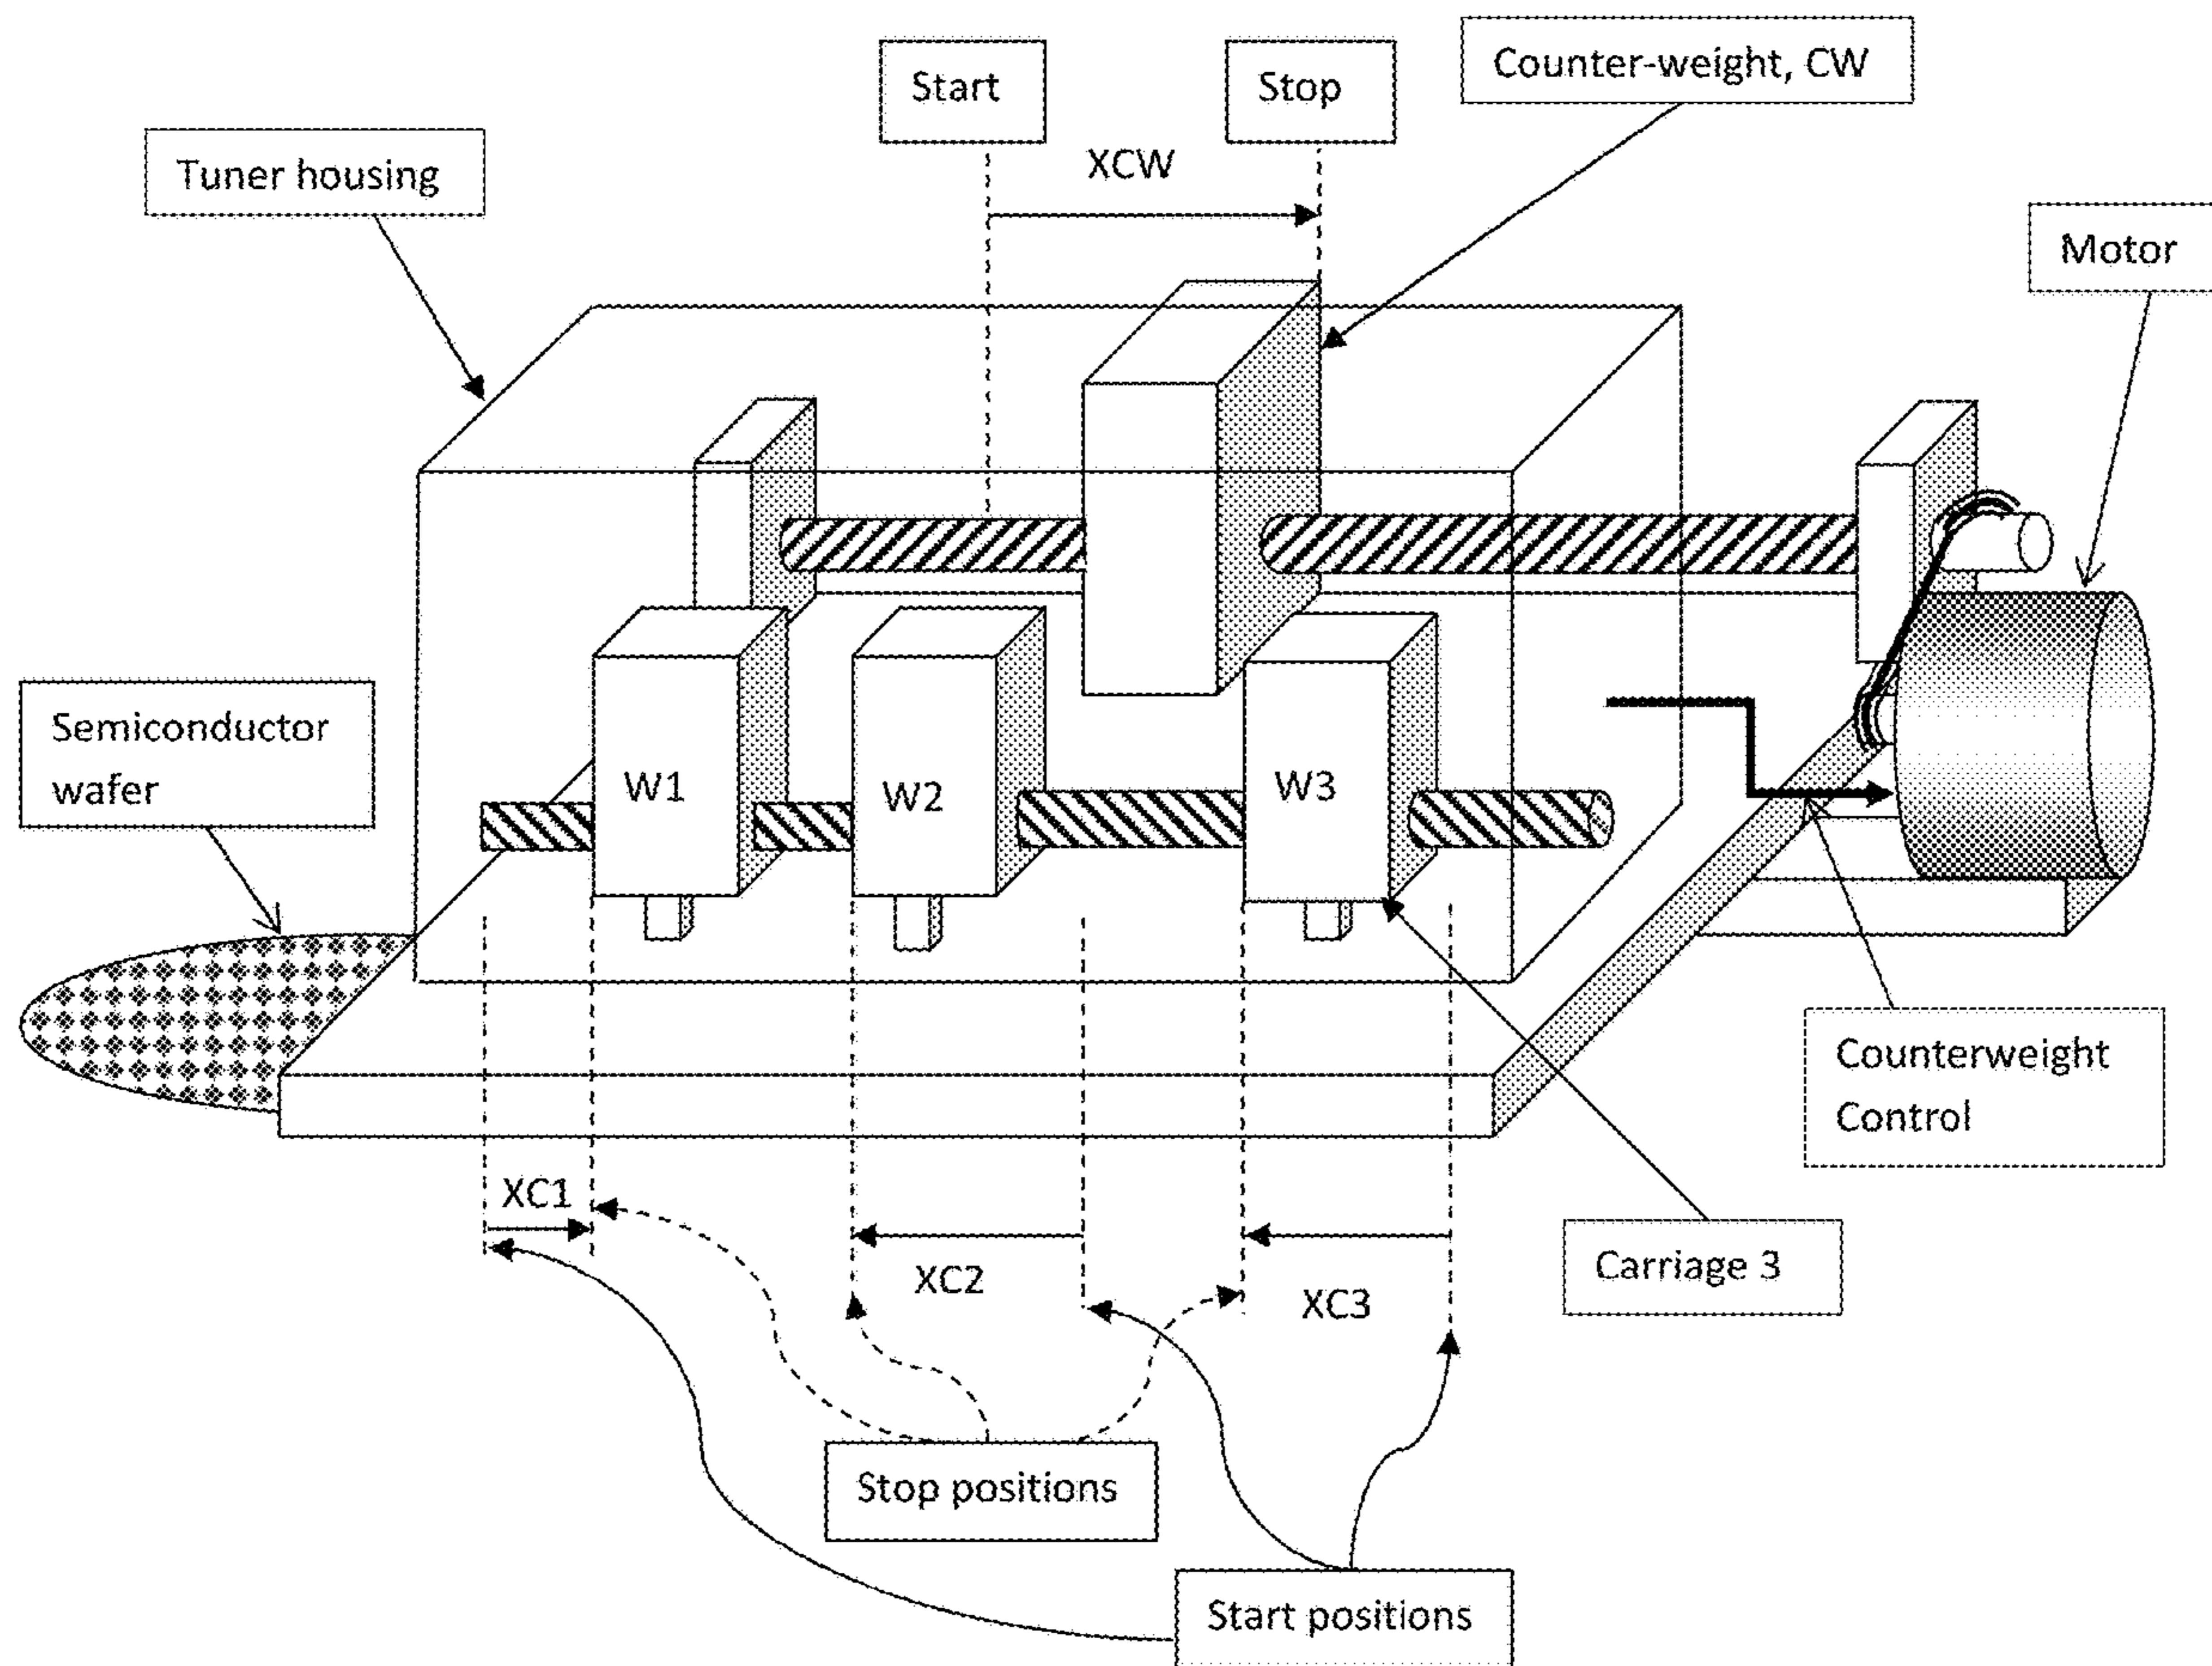 Start
Stop
Counter-weight, CW
Tuner housing
XCW
Motor
Semiconductor
wafer
W1
W2
W3
Counterweight
Control
XC1
XC2
XC3
Carriage 3
Stop positions
Start positions